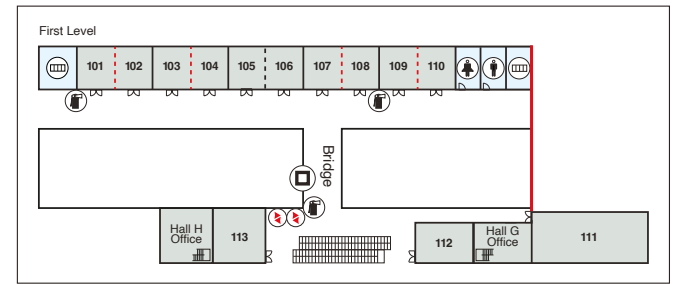 First Level
101 102 103 104 105 106 107 108 109 110
Bridge
Hall H
Office
113
112
Hall G
Office
111